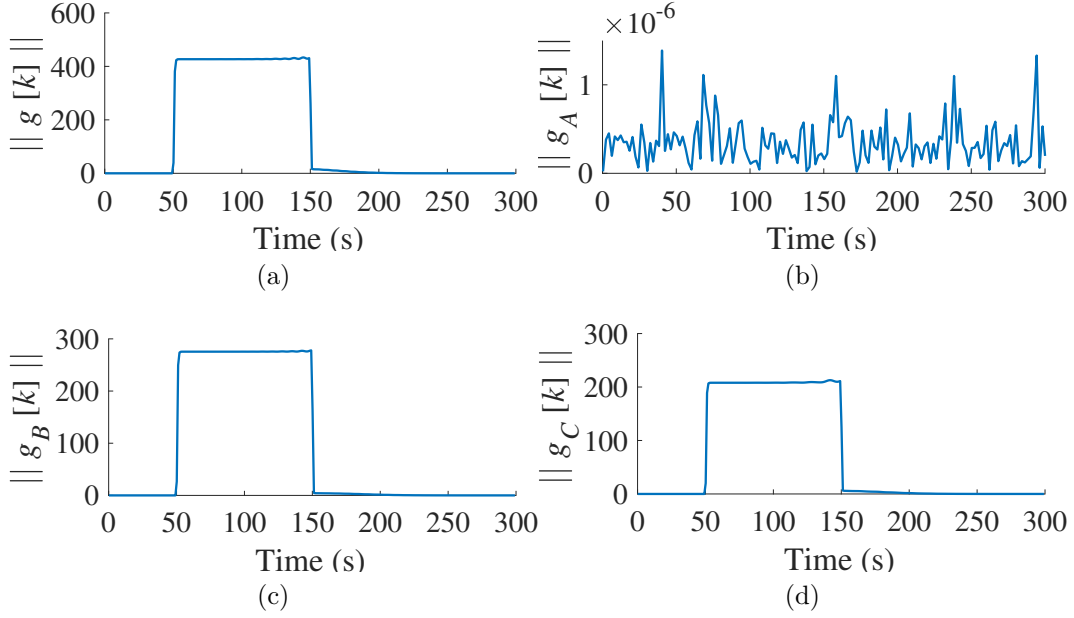 || g [k] ||
600
400
200
0
0 50 100 150 200 250 300
Time (s)
(a)
×10⁻⁶
|| g_A [k] ||
1
0
0 50 100 150 200 250 300
Time (s)
(b)
|| g_B [k] ||
300
200
100
0
0 50 100 150 200 250 300
Time (s)
(c)
|| g_C [k] ||
300
200
100
0
0 50 100 150 200 250 300
Time (s)
(d)